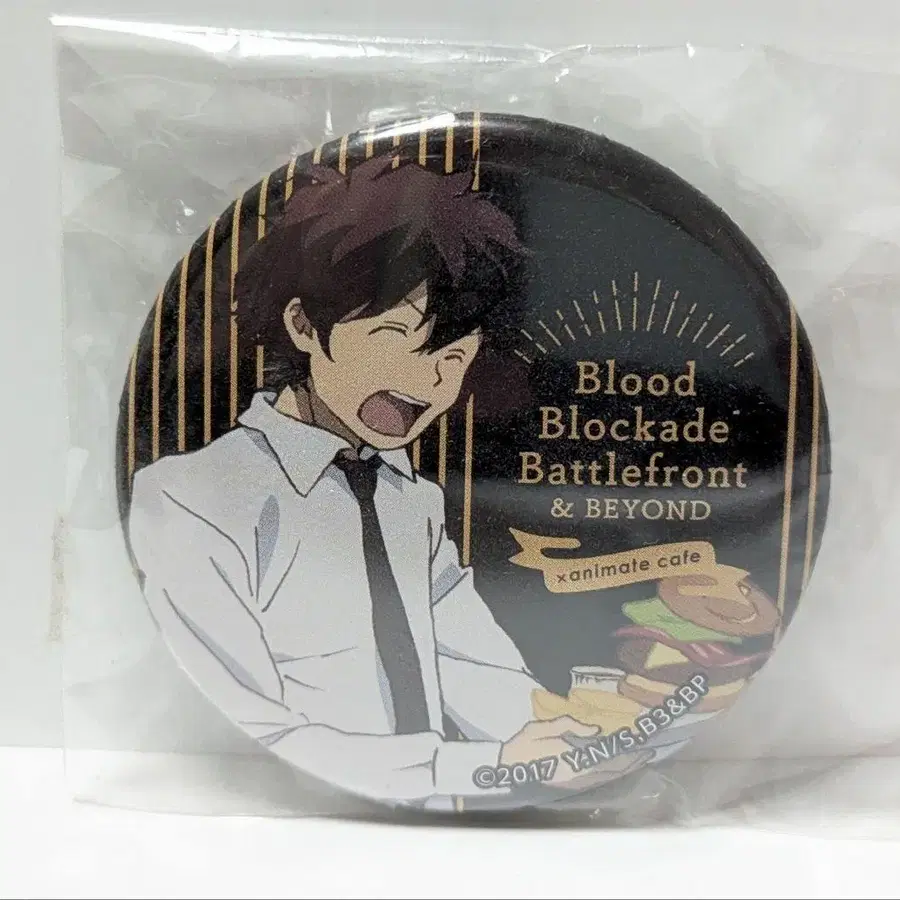 Blood
Blockade
Battlefront
& BEYOND
×animate cafe
©2017 Y.N/S,B3&BP